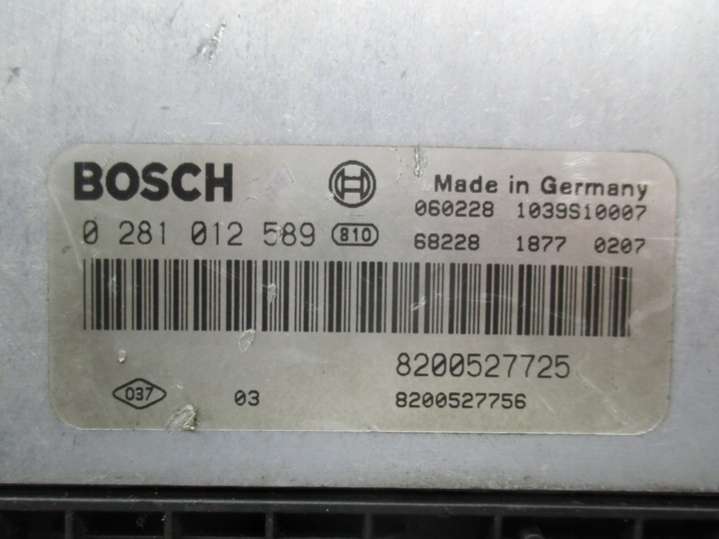 BOSCH
Made in Germany
0 281 012 589 810
060228 1039S10007
68228 1877 0207
8200527725
037 03 8200527756